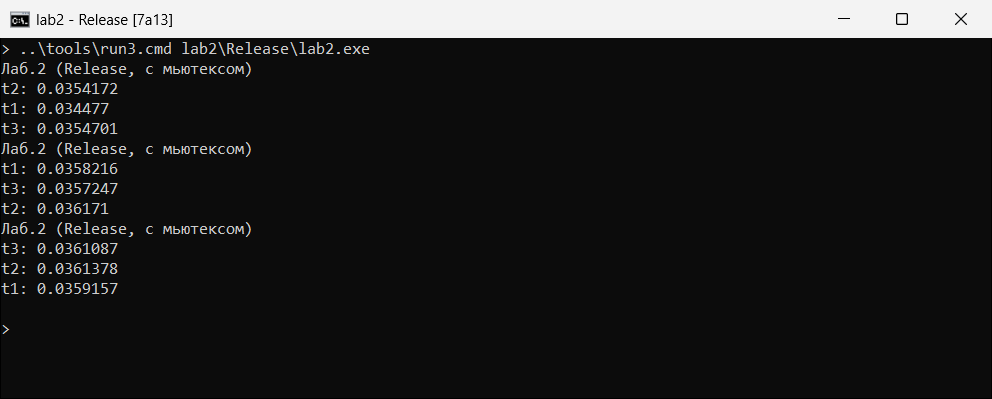 lab2 - Release [7a13]
> ..\tools\run3.cmd lab2\Release\lab2.exe
Лаб.2 (Release, с мьютексом)
t2: 0.0354172
t1: 0.034477
t3: 0.0354701
Лаб.2 (Release, с мьютексом)
t1: 0.0358216
t3: 0.0357247
t2: 0.036171
Лаб.2 (Release, с мьютексом)
t3: 0.0361087
t2: 0.0361378
t1: 0.0359157
>